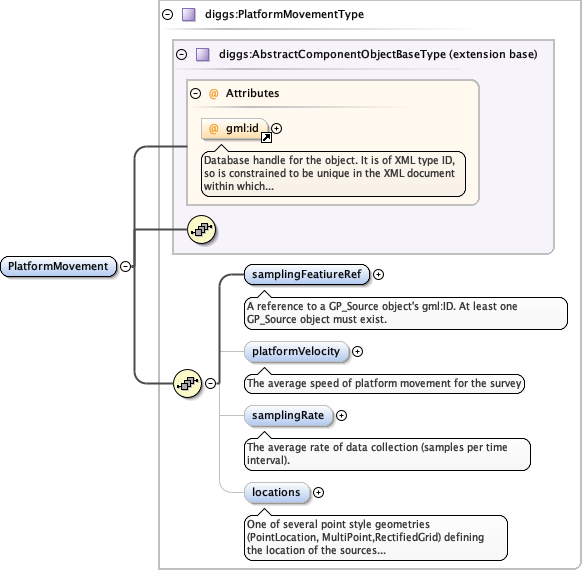 diggs:PlatformMovementType
diggs:AbstractComponentObjectBaseType (extension base)
@ Attributes
@ gml:id
Database handle for the object. It is of XML type ID,
so is constrained to be unique in the XML document
within which...
PlatformMovement
samplingFeatiureRef
A reference to a GP_Source object's gml:ID. At least one
GP_Source object must exist.
platformVelocity
The average speed of platform movement for the survey
samplingRate
The average rate of data collection (samples per time
interval).
locations
One of several point style geometries
(PointLocation, MultiPoint,RectifiedGrid) defining
the location of the sources...